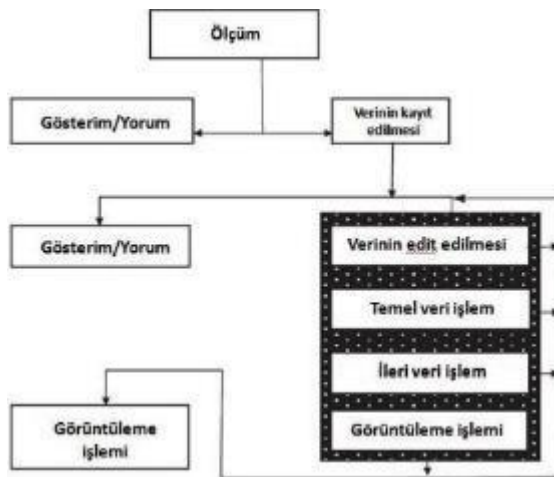 Ölçüm
Gösterim/Yorum
Verinin kayıt
edilmesi
Gösterim/Yorum
Verinin edit edilmesi
Temel veri işlem
İleri veri işlem
Görüntüleme
işlemi
Görüntüleme işlemi